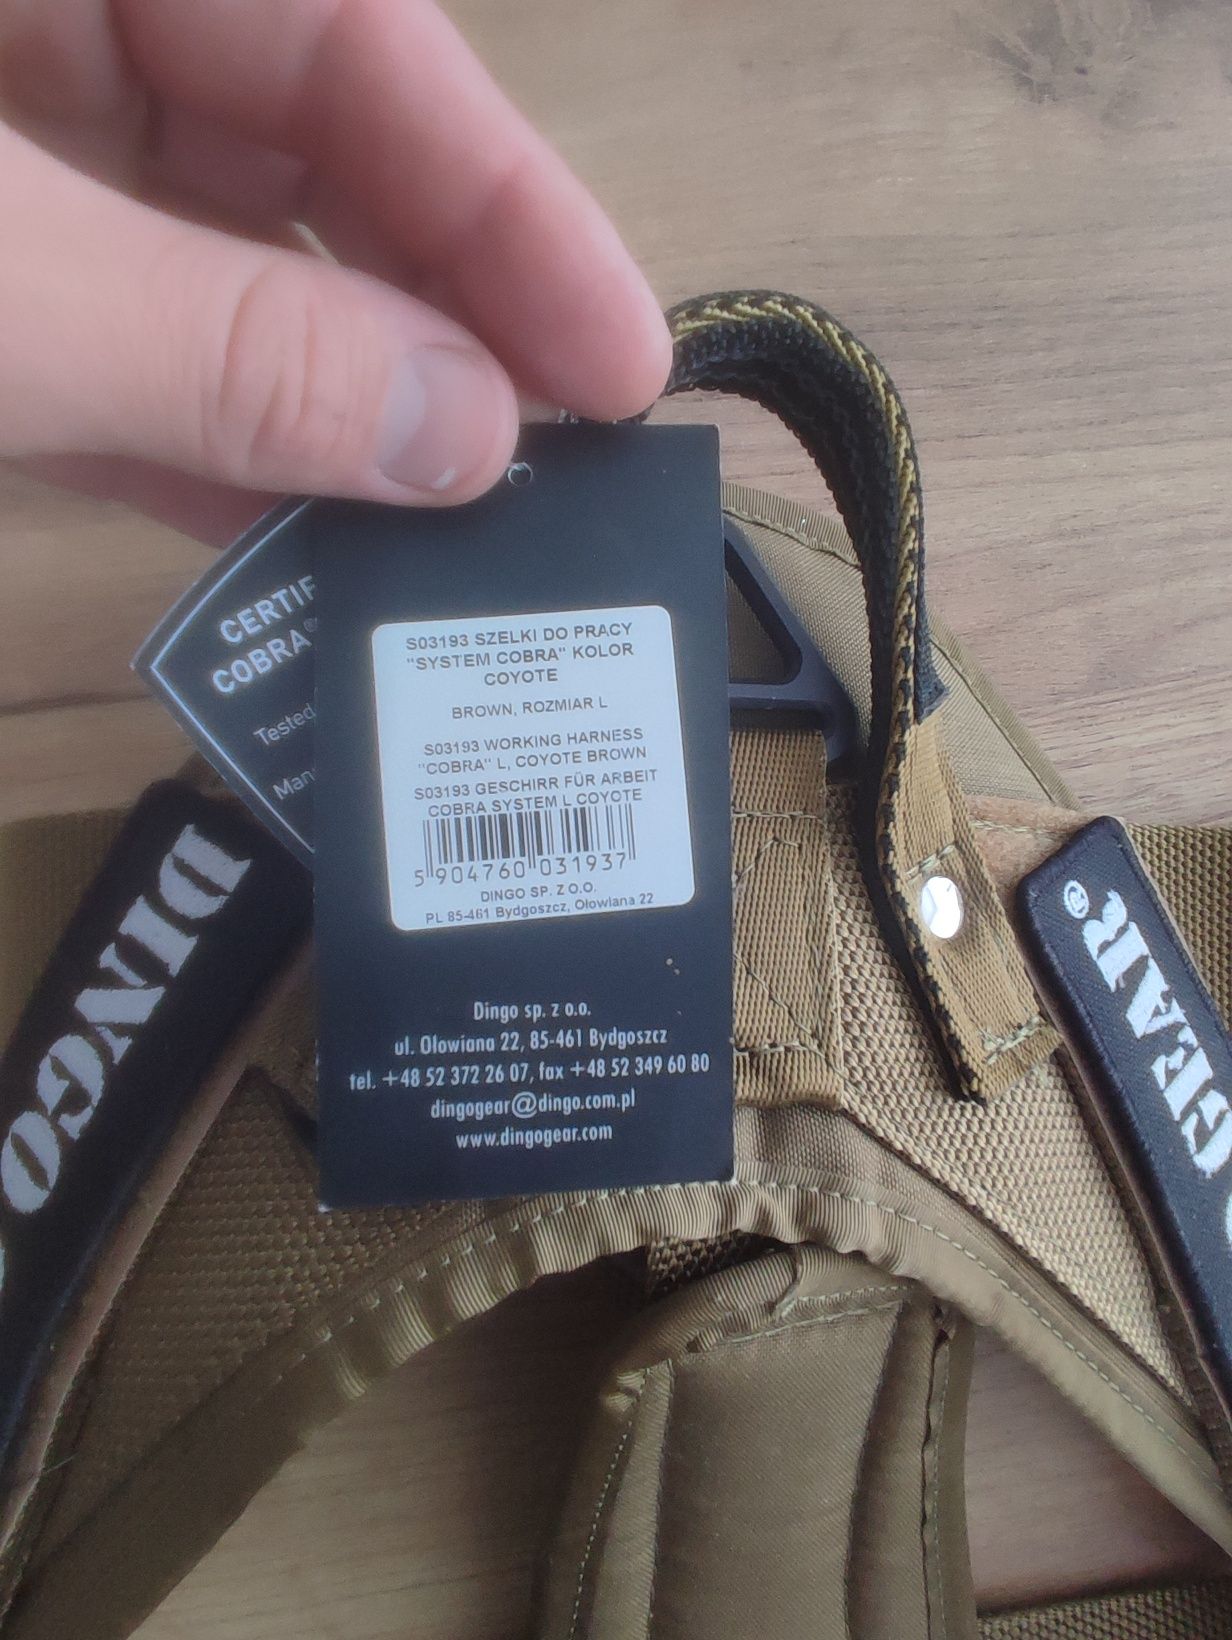 CERTIF
COBRA®
Tested
Man
S03193 SZELKI DO PRACY
"SYSTEM COBRA" KOLOR
COYOTE
BROWN, ROZMIAR L
S03193 WORKING HARNESS
"COBRA" L, COYOTE BROWN
S03193 GESCHIRR FÜR ARBEIT
COBRA SYSTEM L COYOTE
5 904760 031937
DINGO SP. Z O.O.
PL 85-461 Bydgoszcz, Ołowiana 22
Dingo sp. z o.o.
ul. Ołowiana 22, 85-461 Bydgoszcz
tel. +48 52 372 26 07, fax +48 52 349 60 80
dingogear@dingo.com.pl
www.dingogear.com
DINGO
GEAR®